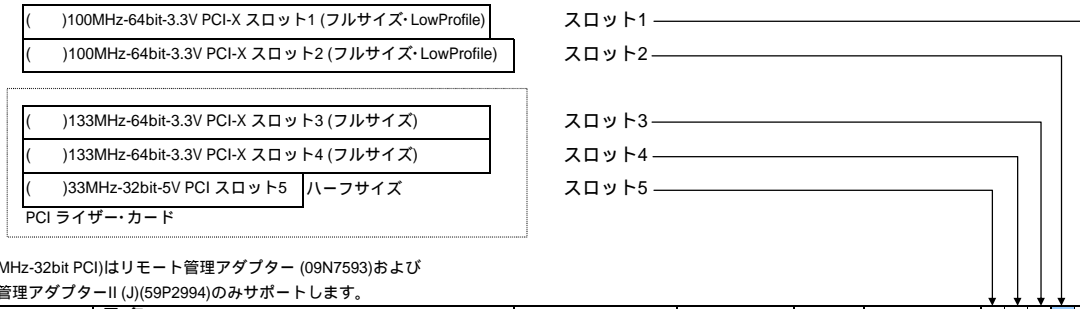 ( )100MHz-64bit-3.3V PCI-X スロット1 (フルサイズ・LowProfile) スロット1
( )100MHz-64bit-3.3V PCI-X スロット2 (フルサイズ・LowProfile) スロット2
( )133MHz-64bit-3.3V PCI-X スロット3 (フルサイズ) スロット3
( )133MHz-64bit-3.3V PCI-X スロット4 (フルサイズ) スロット4
( )33MHz-32bit-5V PCI スロット5 ハーフサイズ スロット5
PCI ライザー・カード
MHz-32bit PCI)はリモート管理アダプター (09N7593)および
管理アダプターII (J)(59P2994)のみサポートします。